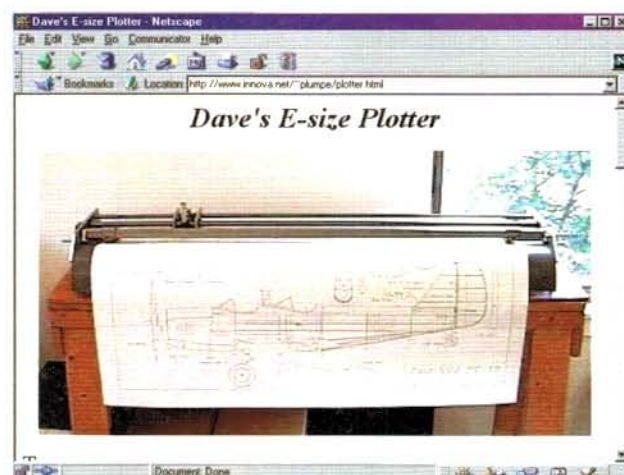 Dave's E-size Plotter - Netscape
File Edit View Go Communicator Help
Bookmarks Location: http://www.innova.net/~plumpe/plotter.html
Dave's E-size Plotter
T
Document: Done